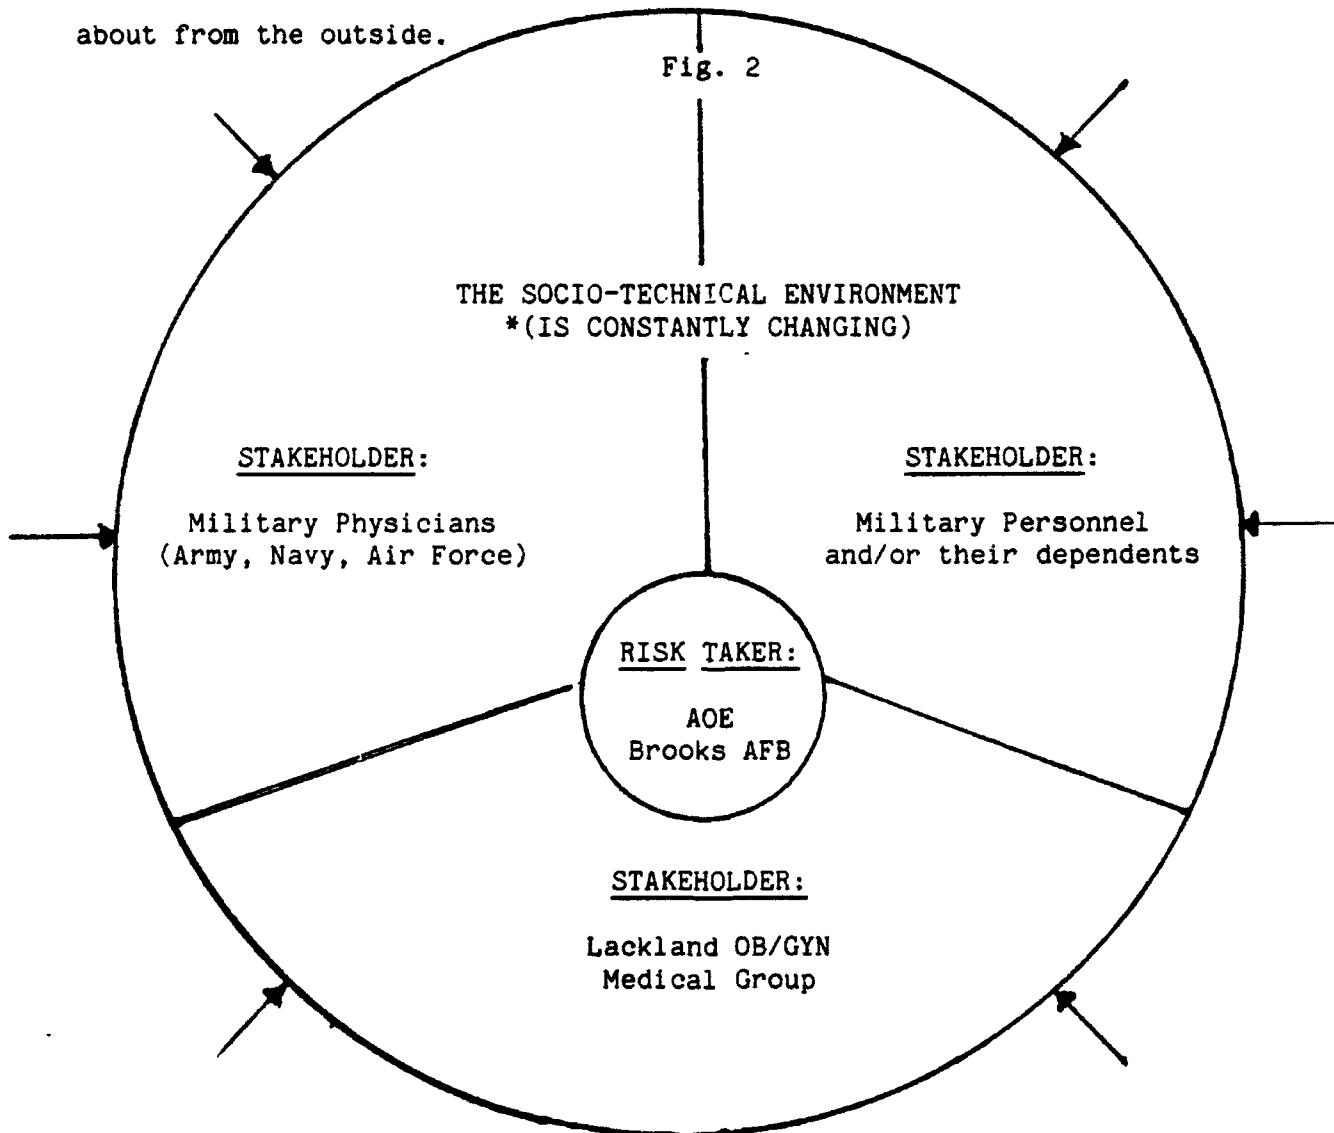 about from the outside.
Fig. 2
THE SOCIO-TECHNICAL ENVIRONMENT
*(IS CONSTANTLY CHANGING)
STAKEHOLDER:
Military Physicians
(Army, Navy, Air Force)
STAKEHOLDER:
Military Personnel
and/or their dependents
RISK TAKER:
AOE
Brooks AFB
STAKEHOLDER:
Lackland OB/GYN
Medical Group